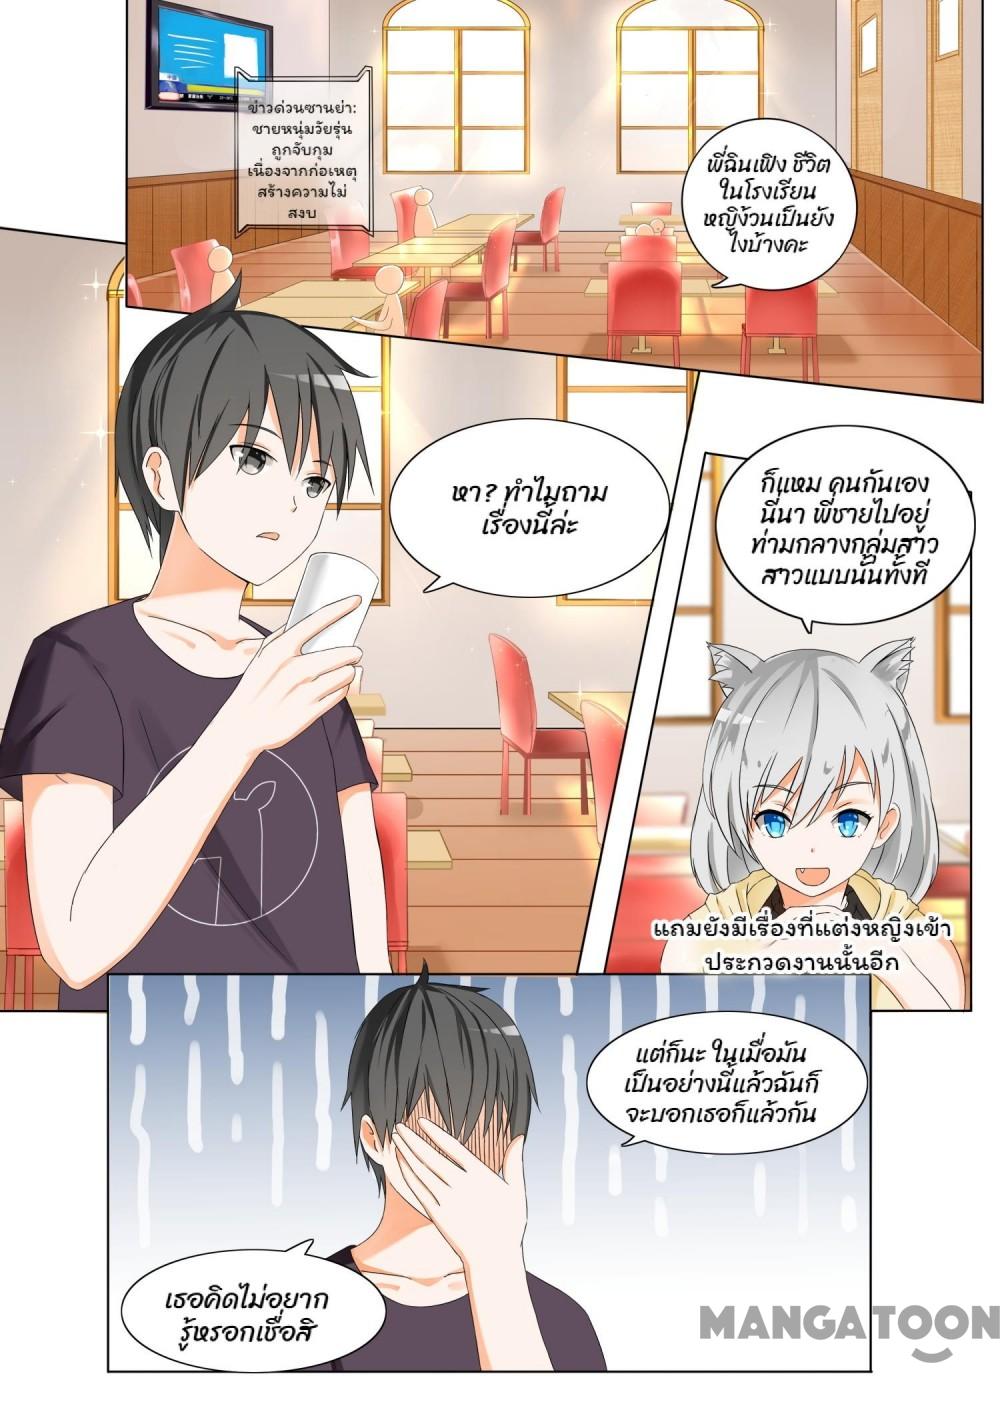 ข่าวด่วนซานย่า:
ชายหนุ่มวัยรุ่น
ถูกจับกุม
เนื่องจากก่อเหตุ
สร้างความไม่
สงบ
พี่ฉินเฟิง ชีวิต
ในโรงเรียน
หญิงง้วนเป็นยัง
ไงบ้างคะ
หา? ทำไมถาม
เรื่องนี้ล่ะ
ก็แหม คนกันเอง
นี่นา พี่ชายไปอยู่
ท่ามกลางกลุ่มสาว
สาวแบบนั้นทั้งที
แถมยังมีเรื่องที่แต่งหญิงเข้า
ประกวดงานนั้นอีก
แต่ก็นะ ในเมื่อมัน
เป็นอย่างนี้แล้วฉันก็
จะบอกเธอก็แล้วกัน
เธอคิดไม่อยาก
รู้หรอกเชื่อสิ
MANGATOON